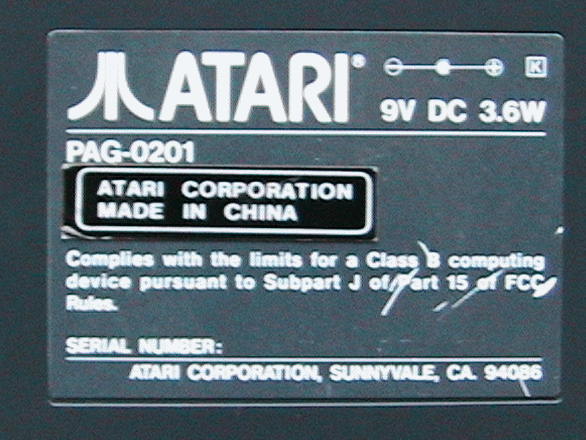 ATARI®
K
9V DC 3.6W
PAG-0201
ATARI CORPORATION
MADE IN CHINA
Complies with the limits for a Class B computing
device pursuant to Subpart J of Part 15 of FCC
Rules.
SERIAL NUMBER:
ATARI CORPORATION, SUNNYVALE, CA. 94086